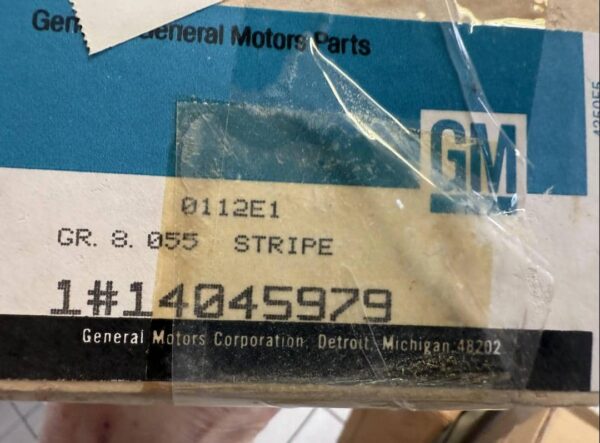 General Motors Parts
GM
0112E1
GR. 8. 055 STRIPE
1#14045979
General Motors Corporation, Detroit, Michigan 48202